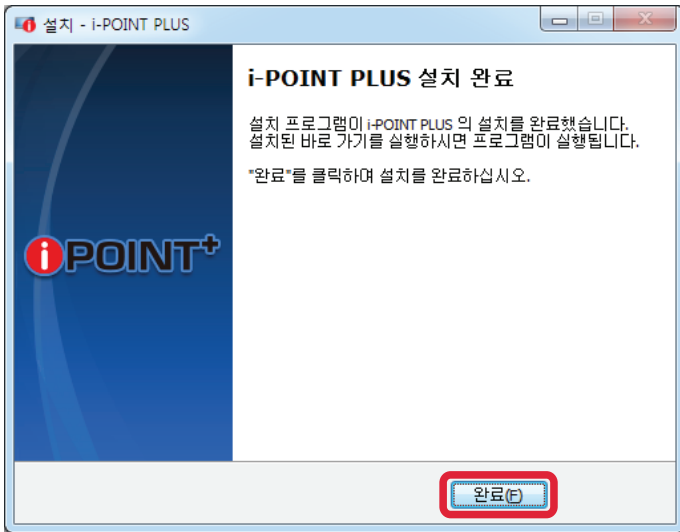 설치 - i-POINT PLUS
i-POINT PLUS 설치 완료
설치 프로그램이 i-POINT PLUS 의 설치를 완료했습니다.
설치된 바로 가기를 실행하시면 프로그램이 실행됩니다.
"완료"를 클릭하여 설치를 완료하십시오.
iPOINT+
완료(F)